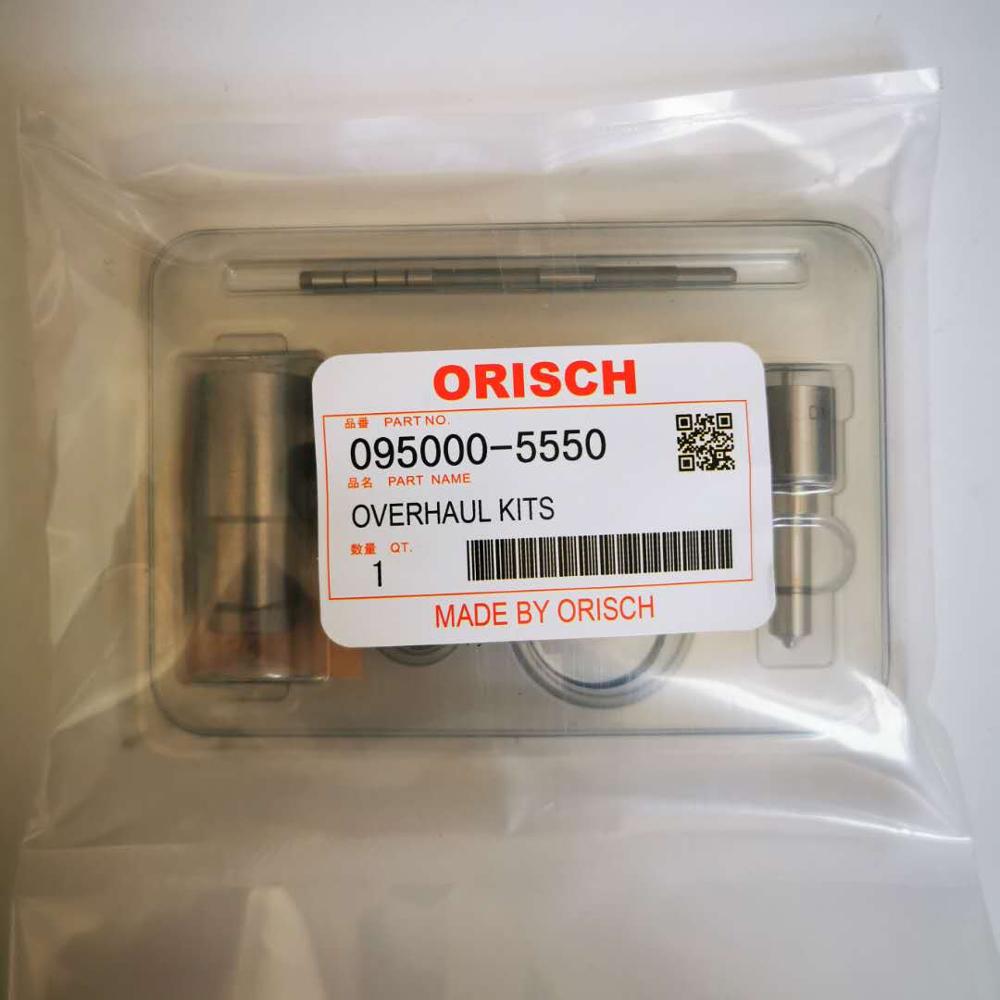 ORISCH
品番 PART NO.
095000-5550
品名 PART NAME
OVERHAUL KITS
数量 QT.
1
MADE BY ORISCH